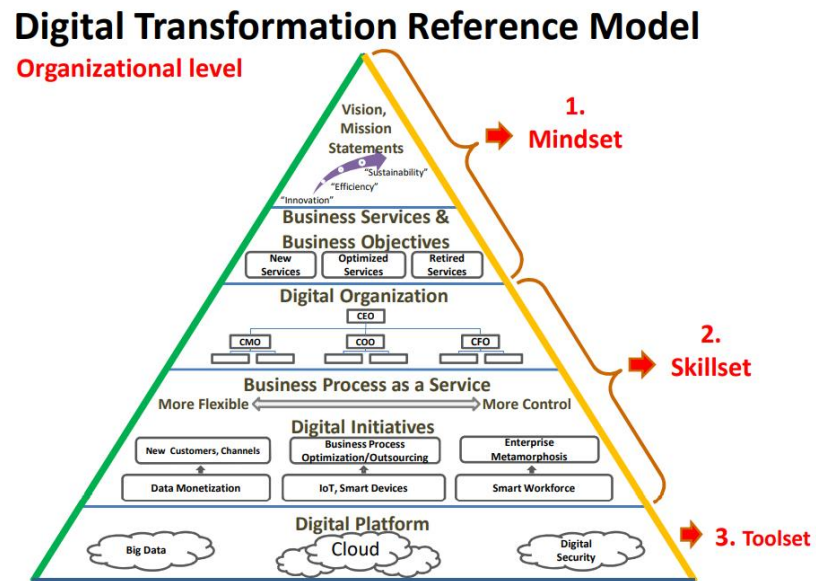 Digital Transformation Reference Model
Organizational level
Vision,
Mission
Statements
"Sustainability"
"Efficiency"
"Innovation"
1.
Mindset
Business Services &
Business Objectives
New
Services
Optimized
Services
Retired
Services
Digital Organization
CEO
CMO
COO
CFO
2.
Skillset
Business Process as a Service
More Flexible
More Control
Digital Initiatives
New Customers, Channels
Business Process
Optimization/Outsourcing
Enterprise
Metamorphosis
Data Monetization
IoT, Smart Devices
Smart Workforce
Digital Platform
Big Data
Cloud
Digital
Security
3. Toolset